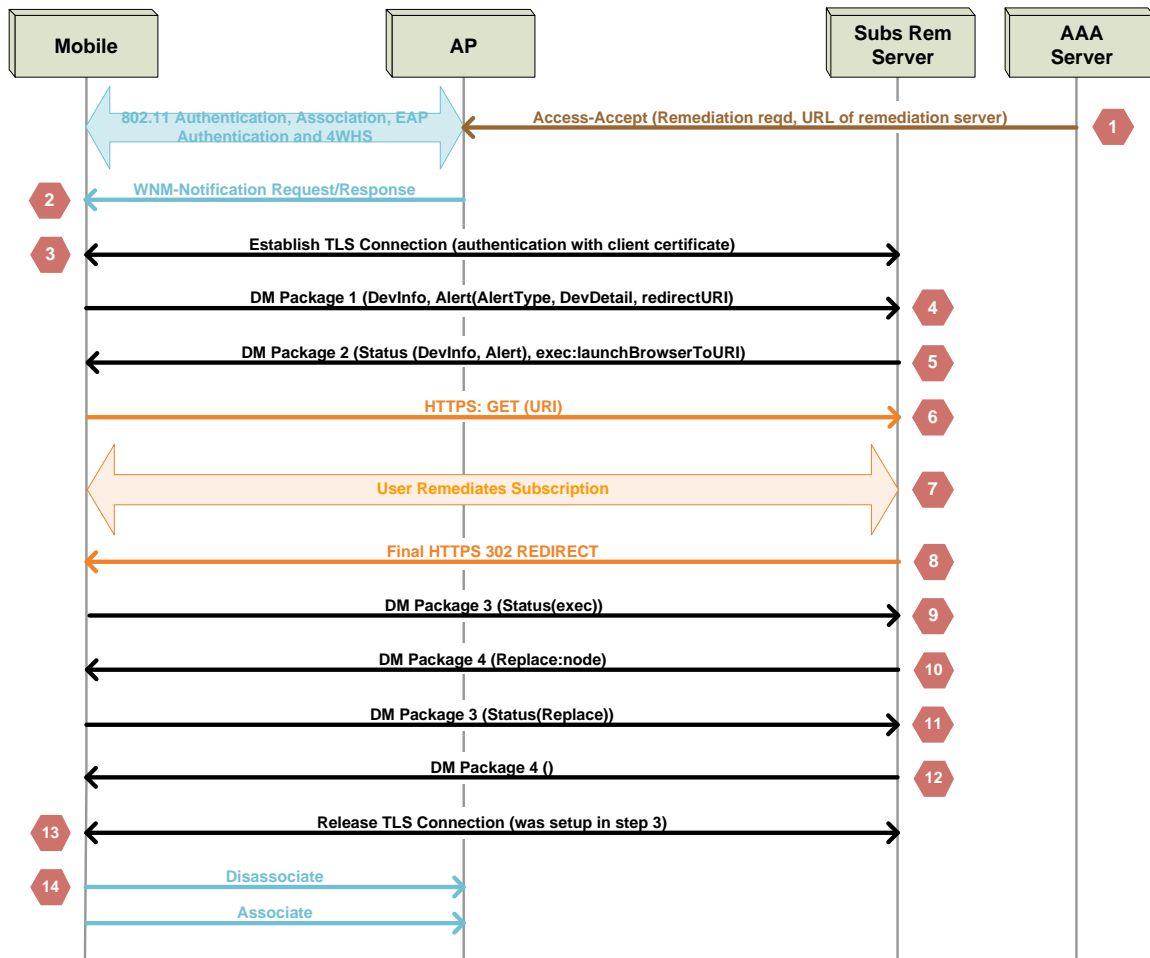 Mobile
AP
Subs Rem
Server
AAA
Server
802.11 Authentication, Association, EAP
Authentication and 4WHS
Access-Accept (Remediation reqd, URL of remediation server)
1
2
WNM-Notification Request/Response
3
Establish TLS Connection (authentication with client certificate)
DM Package 1 (DevInfo, Alert(AlertType, DevDetail, redirectURI)
4
DM Package 2 (Status (DevInfo, Alert), exec:launchBrowserToURI)
5
HTTPS: GET (URI)
6
User Remediates Subscription
7
Final HTTPS 302 REDIRECT
8
DM Package 3 (Status(exec))
9
DM Package 4 (Replace:node)
10
DM Package 3 (Status(Replace))
11
DM Package 4 ()
12
13
Release TLS Connection (was setup in step 3)
14
Disassociate
Associate